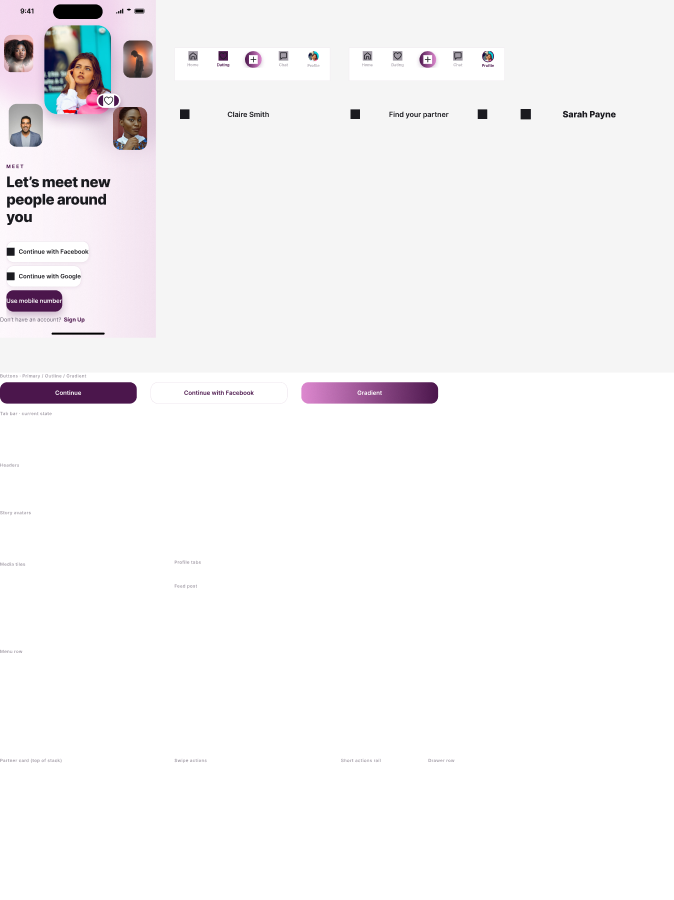 9:41
MEET
Let's meet new
people around
you
Continue with Facebook
Continue with Google
Use mobile number
Don't have an account? Sign Up
Home
Dating
Chat
Profile
Home
Dating
Chat
Profile
Claire Smith
Find your partner
Sarah Payne
Buttons · Primary / Outline / Gradient
Continue
Continue with Facebook
Gradient
Tab bar · current state
Headers
Story avatars
Media tiles
Profile tabs
Feed post
Menu row
Partner card (top of stack)
Swipe actions
Short actions rail
Drawer row